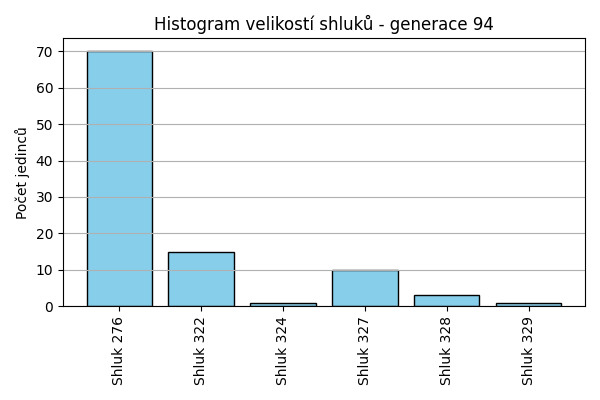 Histogram velikostí shluků - generace 94
Počet jedinců
70
60
50
40
30
20
10
0
Shluk 276
Shluk 322
Shluk 324
Shluk 327
Shluk 328
Shluk 329